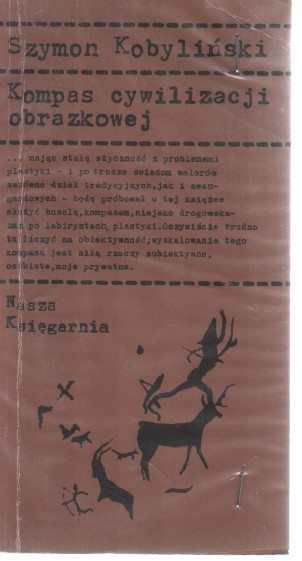 Szymon Kobyliński
Kompas cywilizacji
obrazkowej
... mając stałą styczność z problemami
plastyki - i po trosze świadom walorów
zarówno dzieł tradycyjnych, jak i awan-
gardowych - będę próbował w tej książce
służyć busolą, kompasem, niejako drogowska-
zem po labiryntach plastyki. Oczywiście trudno
tu liczyć na obiektywność; wyskalowanie tego
kompasu jest siłą rzeczy subiektywne,
osobiste, moje prywatne.
Nasza
Księgarnia